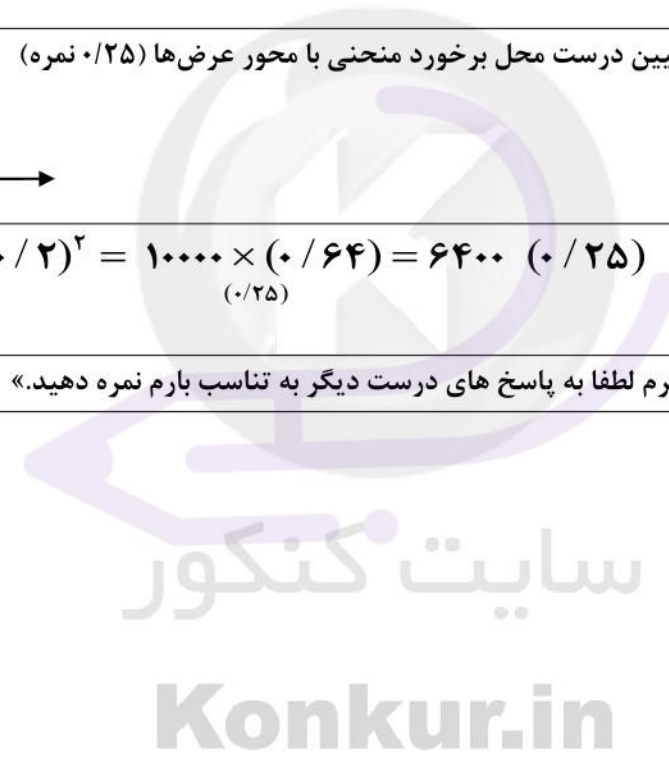 یین درست محل برخورد منحنی با محور عرض‌ها (۰/۲۵ نمره)
/ ۲)^۲ = ۱۰۰۰۰ × (۰ / ۶۴) = ۶۴۰۰ (۰ / ۲۵)
(۰/۲۵)
رم لطفا به پاسخ های درست دیگر به تناسب بارم نمره دهید.»
سایت کنکور
Konkur.in